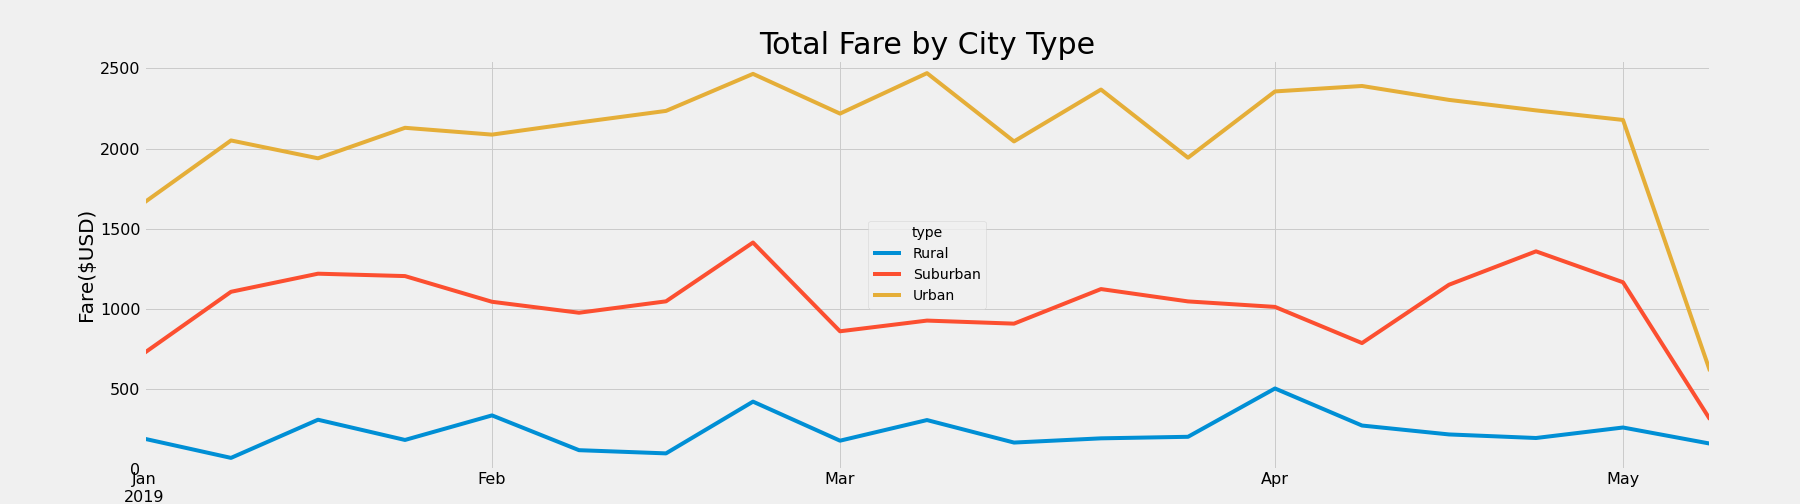 Total Fare by City Type
Fare($USD)
2500
2000
1500
1000
500
0
type
Rural
Suburban
Urban
Jan
2019
Feb
Mar
Apr
May